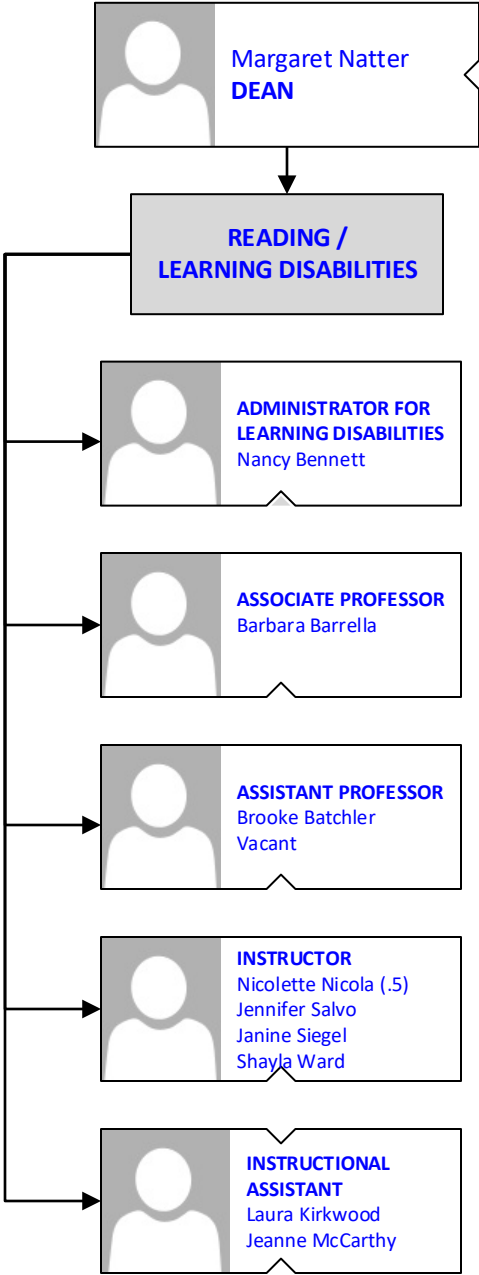 Margaret Natter
DEAN
READING /
LEARNING DISABILITIES
ADMINISTRATOR FOR
LEARNING DISABILITIES
Nancy Bennett
ASSOCIATE PROFESSOR
Barbara Barrella
ASSISTANT PROFESSOR
Brooke Batchler
Vacant
INSTRUCTOR
Nicolette Nicola (.5)
Jennifer Salvo
Janine Siegel
Shayla Ward
INSTRUCTIONAL
ASSISTANT
Laura Kirkwood
Jeanne McCarthy